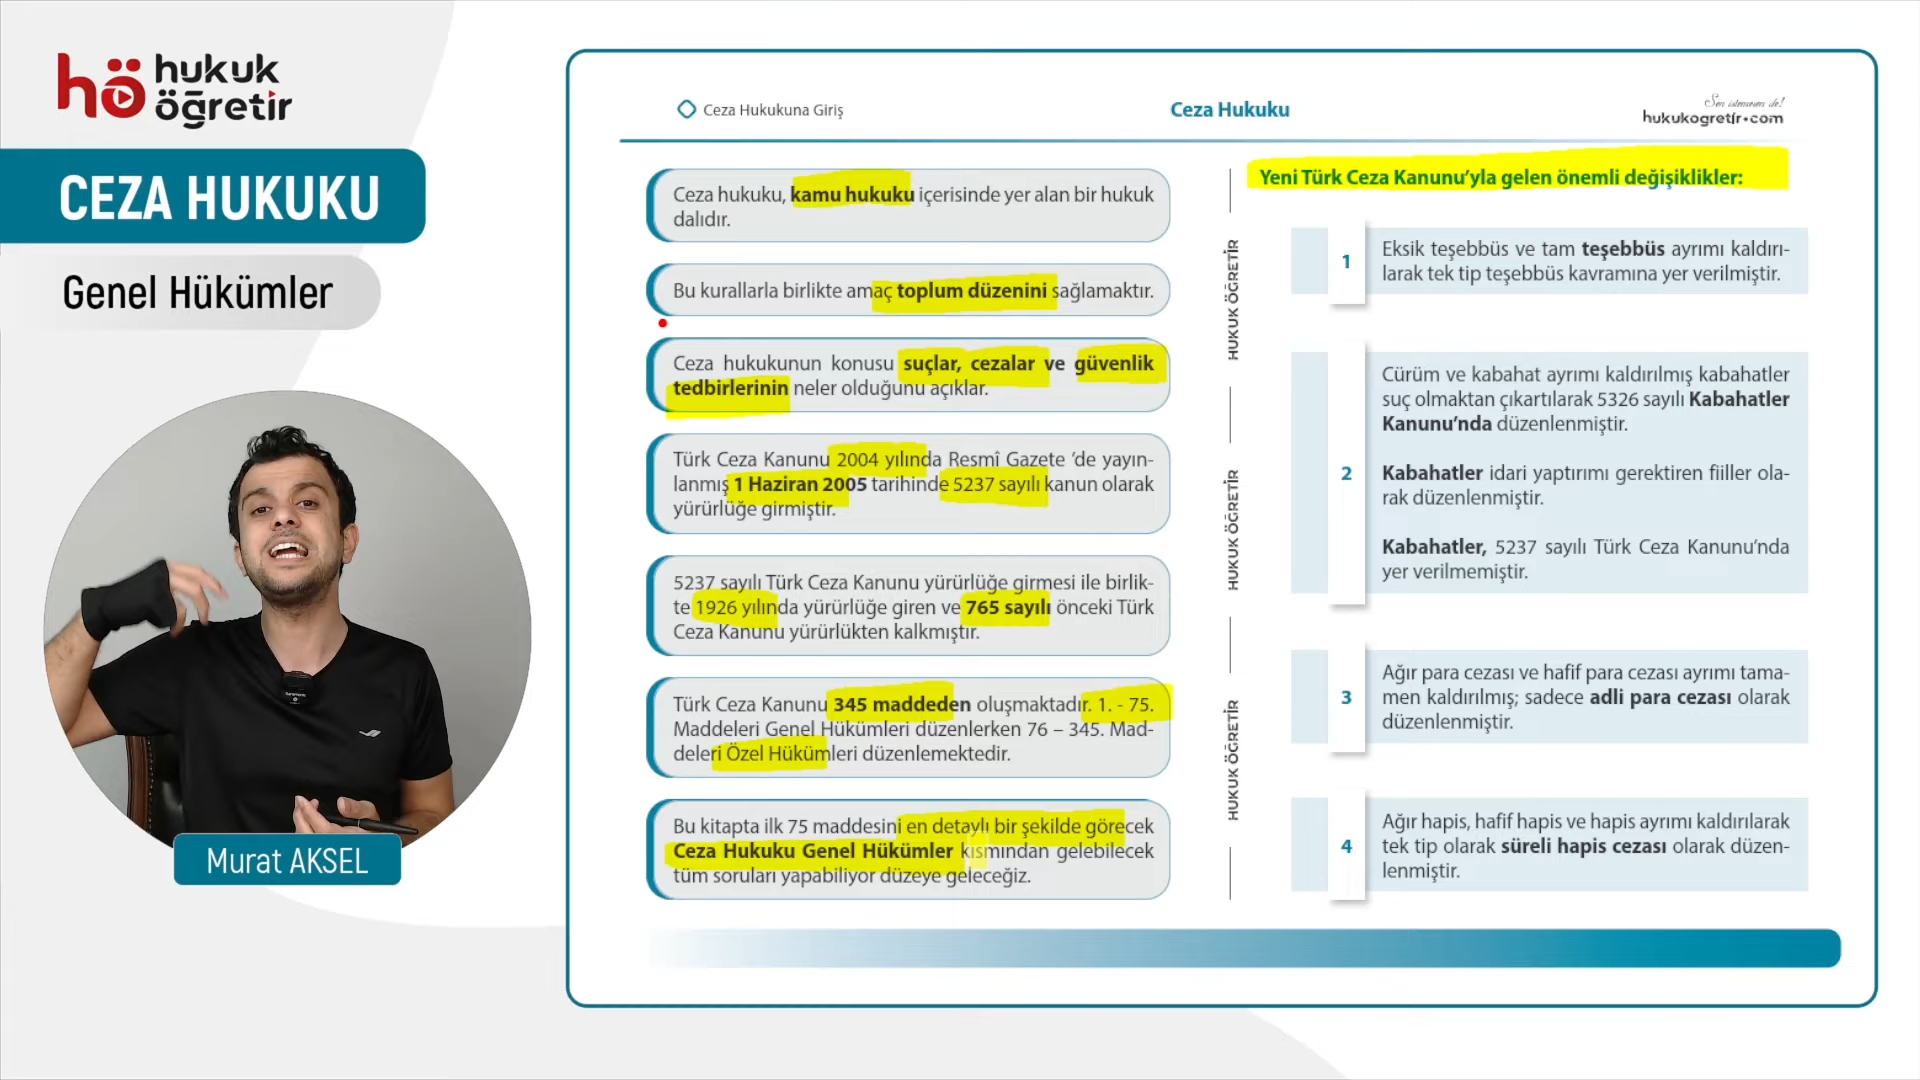 hö hukuk
öğretir
CEZA HUKUKU
Genel Hükümler
Murat AKSEL
Ceza Hukukuna Giriş
Ceza Hukuku
Sen istemesen de!
hukukogretir•com
Ceza hukuku, kamu hukuku içerisinde yer alan bir hukuk
dalıdır.
Bu kurallarla birlikte amaç toplum düzenini sağlamaktır.
Ceza hukukunun konusu suçlar, cezalar ve güvenlik
tedbirlerinin neler olduğunu açıklar.
Türk Ceza Kanunu 2004 yılında Resmî Gazete 'de yayın-
lanmış 1 Haziran 2005 tarihinde 5237 sayılı kanun olarak
yürürlüğe girmiştir.
5237 sayılı Türk Ceza Kanunu yürürlüğe girmesi ile birlik-
te 1926 yılında yürürlüğe giren ve 765 sayılı önceki Türk
Ceza Kanunu yürürlükten kalkmıştır.
Türk Ceza Kanunu 345 maddeden oluşmaktadır. 1. - 75.
Maddeleri Genel Hükümleri düzenlerken 76 – 345. Mad-
deleri Özel Hükümleri düzenlemektedir.
Bu kitapta ilk 75 maddesini en detaylı bir şekilde görecek
Ceza Hukuku Genel Hükümler kısmından gelebilecek
tüm soruları yapabiliyor düzeye geleceğiz.
HUKUK ÖĞRETİR
HUKUK ÖĞRETİR
HUKUK ÖĞRETİR
Yeni Türk Ceza Kanunu'yla gelen önemli değişiklikler:
1
Eksik teşebbüs ve tam teşebbüs ayrımı kaldırı-
larak tek tip teşebbüs kavramına yer verilmiştir.
2
Cürüm ve kabahat ayrımı kaldırılmış kabahatler
suç olmaktan çıkartılarak 5326 sayılı Kabahatler
Kanunu'nda düzenlenmiştir.
Kabahatler idari yaptırımı gerektiren fiiller ola-
rak düzenlenmiştir.
Kabahatler, 5237 sayılı Türk Ceza Kanunu'nda
yer verilmemiştir.
3
Ağır para cezası ve hafif para cezası ayrımı tama-
men kaldırılmış; sadece adli para cezası olarak
düzenlenmiştir.
4
Ağır hapis, hafif hapis ve hapis ayrımı kaldırılarak
tek tip olarak süreli hapis cezası olarak düzen-
lenmiştir.